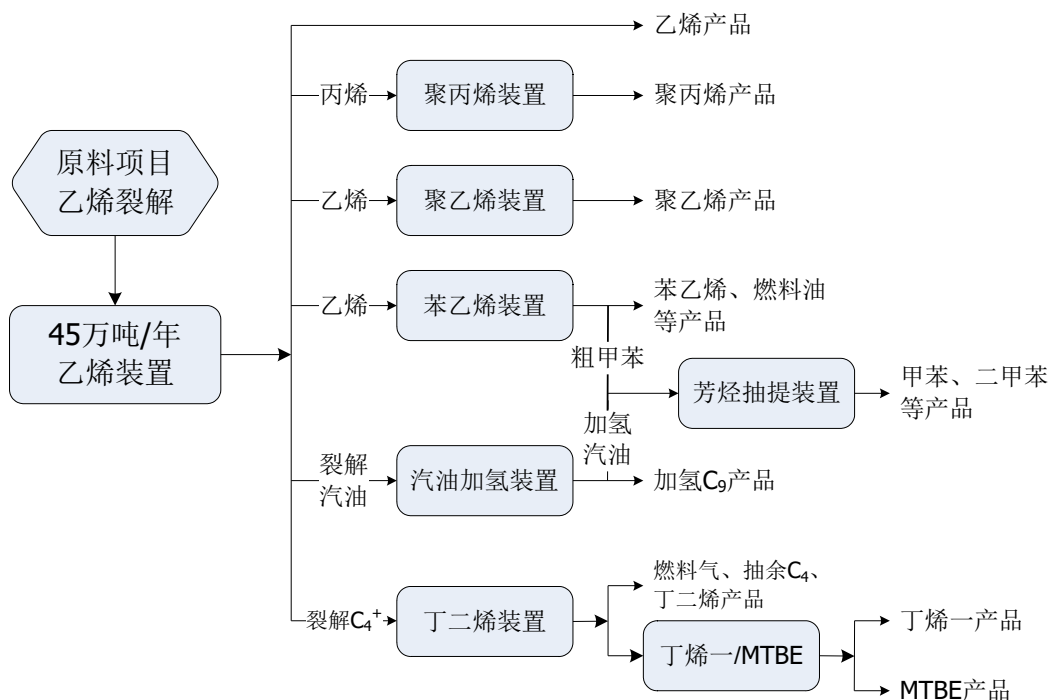 乙烯产品
丙烯
聚丙烯装置
聚丙烯产品
原料项目
乙烯裂解
乙烯
聚乙烯装置
聚乙烯产品
45万吨/年
乙烯装置
乙烯
苯乙烯装置
苯乙烯、燃料油
等产品
粗甲苯
芳烃抽提装置
甲苯、二甲苯
等产品
加氢
汽油
裂解
汽油
汽油加氢装置
加氢C₉产品
裂解C₄⁺
丁二烯装置
燃料气、抽余C₄、
丁二烯产品
丁烯一/MTBE
丁烯一产品
MTBE产品